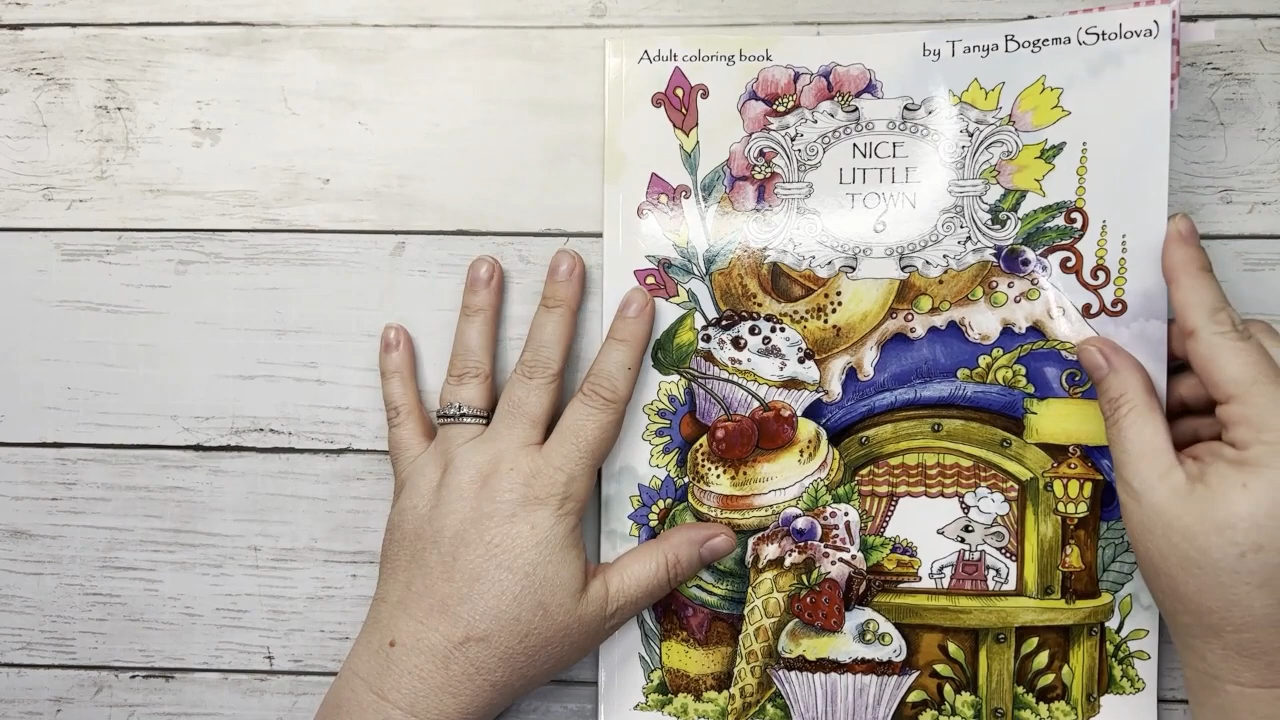 Adult coloring book
by Tanya Bogema (Stolova)
NICE
LITTLE
TOWN
6